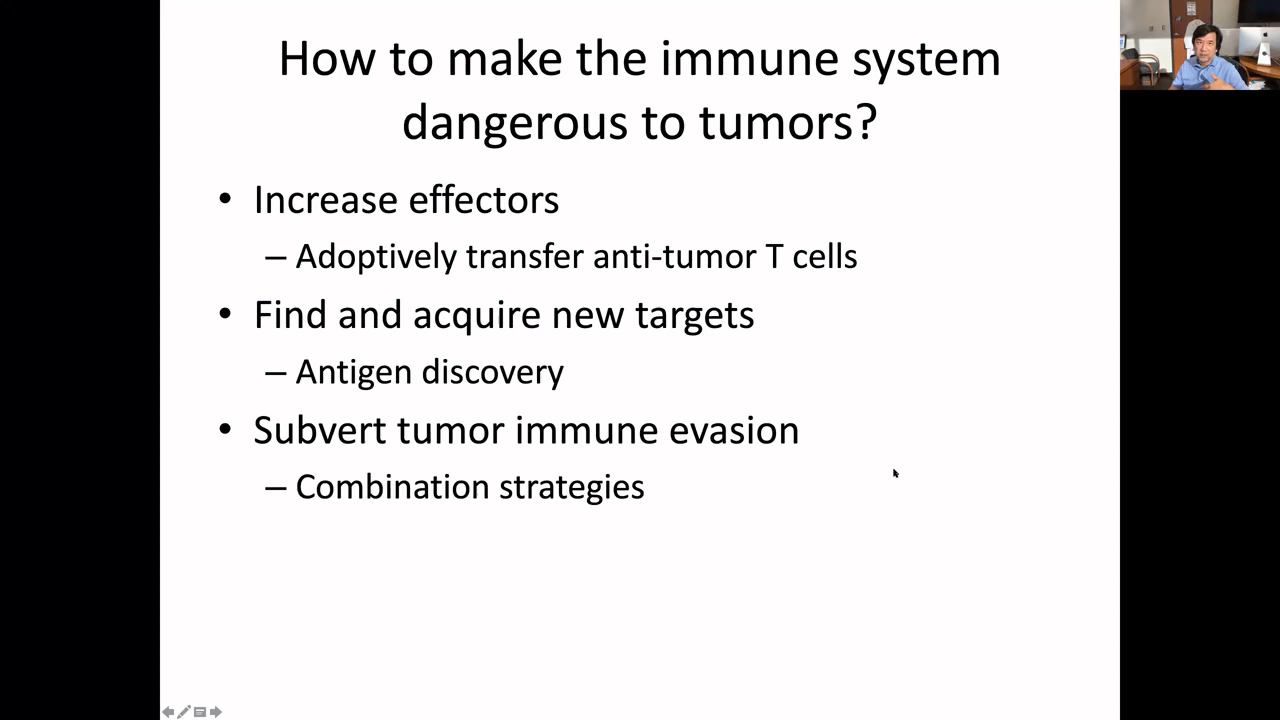 How to make the immune system
dangerous to tumors?
• Increase effectors
– Adoptively transfer anti-tumor T cells
• Find and acquire new targets
– Antigen discovery
• Subvert tumor immune evasion
– Combination strategies